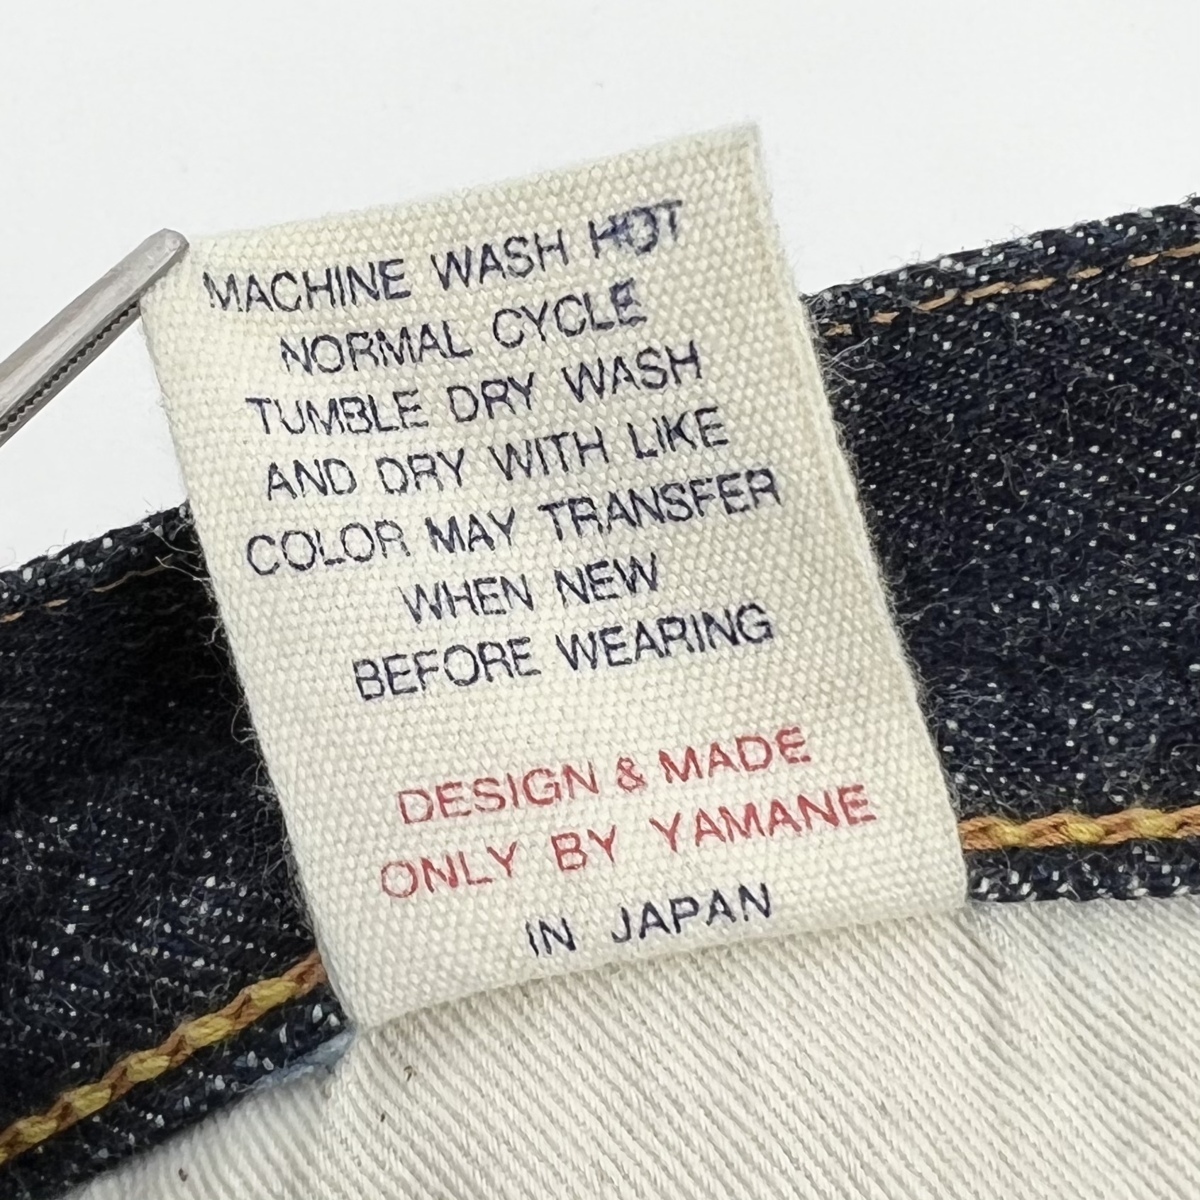 MACHINE WASH HOT
NORMAL CYCLE
TUMBLE DRY WASH
AND DRY WITH LIKE
COLOR MAY TRANSFER
WHEN NEW
BEFORE WEARING
DESIGN & MADE
ONLY BY YAMANE
IN JAPAN